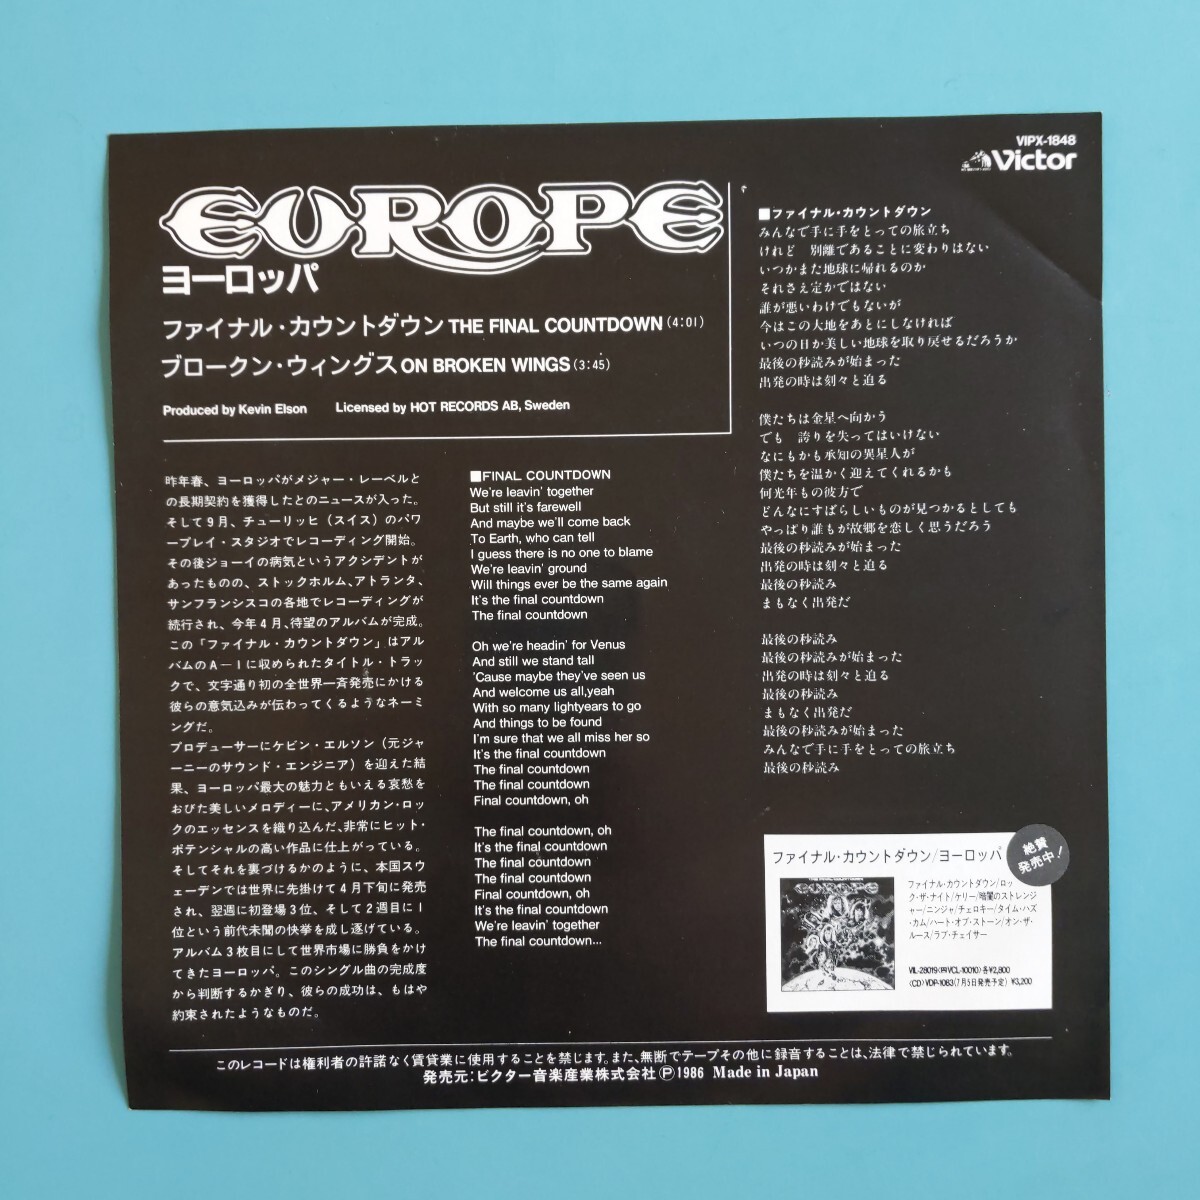 VIPX-1848
Victor
EUROPE
ヨーロッパ
ファイナル・カウントダウン THE FINAL COUNTDOWN (4:01)
ブロークン・ウィングス ON BROKEN WINGS (3:45)
Produced by Kevin Elson Licensed by HOT RECORDS AB, Sweden
昨年春、ヨーロッパがメジャー・レーベルと
の長期契約を獲得したとのニュースが入った。
そして9月、チューリッヒ（スイス）のパワ
ープレイ・スタジオでレコーディング開始。
その後ジョーイの病気というアクシデントが
あったものの、ストックホルム、アトランタ、
サンフランシスコの各地でレコーディングが
続行され、今年4月、待望のアルバムが完成。
この「ファイナル・カウントダウン」はアル
バムのA—1に収められたタイトル・トラッ
クで、文字通り初の全世界一斉発売にかける
彼らの意気込みが伝わってくるようなネーミ
ングだ。
プロデューサーにケビン・エルソン（元ジャ
ーニーのサウンド・エンジニア）を迎えた結
果、ヨーロッパ最大の魅力ともいえる哀愁を
おびた美しいメロディーに、アメリカン・ロッ
クのエッセンスを織り込んだ、非常にヒット・
ポテンシャルの高い作品に仕上がっている。
そしてそれを裏づけるかのように、本国スウ
ェーデンでは世界に先掛けて4月下旬に発売
され、翌週に初登場3位、そして2週目に1
位という前代未聞の快挙を成し遂げている。
アルバム3枚目にして世界市場に勝負をかけ
てきたヨーロッパ。このシングル曲の完成度
から判断するかぎり、彼らの成功は、もはや
約束されたようなものだ。
■FINAL COUNTDOWN
We're leavin' together
But still it's farewell
And maybe we'll come back
To Earth, who can tell
I guess there is no one to blame
We're leavin' ground
Will things ever be the same again
It's the final countdown
The final countdown
Oh we're headin' for Venus
And still we stand tall
'Cause maybe they've seen us
And welcome us all,yeah
With so many lightyears to go
And things to be found
I'm sure that we all miss her so
It's the final countdown
The final countdown
The final countdown
Final countdown, oh
The final countdown, oh
It's the final countdown
The final countdown
The final countdown
Final countdown, oh
It's the final countdown
We're leavin' together
The final countdown...
■ファイナル・カウントダウン
みんなで手に手をとっての旅立ち
けれど 別離であることに変わりはない
いつかまた地球に帰れるのか
それさえ定かではない
誰が悪いわけでもないが
今はこの大地をあとにしなければ
いつの日か美しい地球を取り戻せるだろうか
最後の秒読みが始まった
出発の時は刻々と迫る
僕たちは金星へ向かう
でも 誇りを失ってはいけない
なにもかも承知の異星人が
僕たちを温かく迎えてくれるかも
何光年もの彼方で
どんなにすばらしいものが見つかるとしても
やっぱり誰もが故郷を恋しく思うだろう
最後の秒読みが始まった
出発の時は刻々と迫る
最後の秒読み
まもなく出発だ
最後の秒読み
最後の秒読みが始まった
出発の時は刻々と迫る
最後の秒読み
まもなく出発だ
最後の秒読みが始まった
みんなで手に手をとっての旅立ち
最後の秒読み
絶賛
発売中!
ファイナル・カウントダウン/ヨーロッパ
THE FINAL COUNTDOWN
EUROPE
ファイナル・カウントダウン/ロッ
ク・ザ・ナイト/ケリー/暗闇のストレンジ
ャー/ニンジャ/チェロキー/タイム・ハズ
・カム/ハート・オブ・ストーン/オン・ザ・
ルース/ラブ・チェイサー
VIL-28019 VCL-10010)各¥2,800
(CD) VDP-1083(7月5日発売予定) ¥3,200
このレコードは権利者の許諾なく賃貸業に使用することを禁じます。また、無断でテープその他に録音することは、法律で禁じられています。
発売元：ビクター音楽産業株式会社Ⓟ1986 Made in Japan